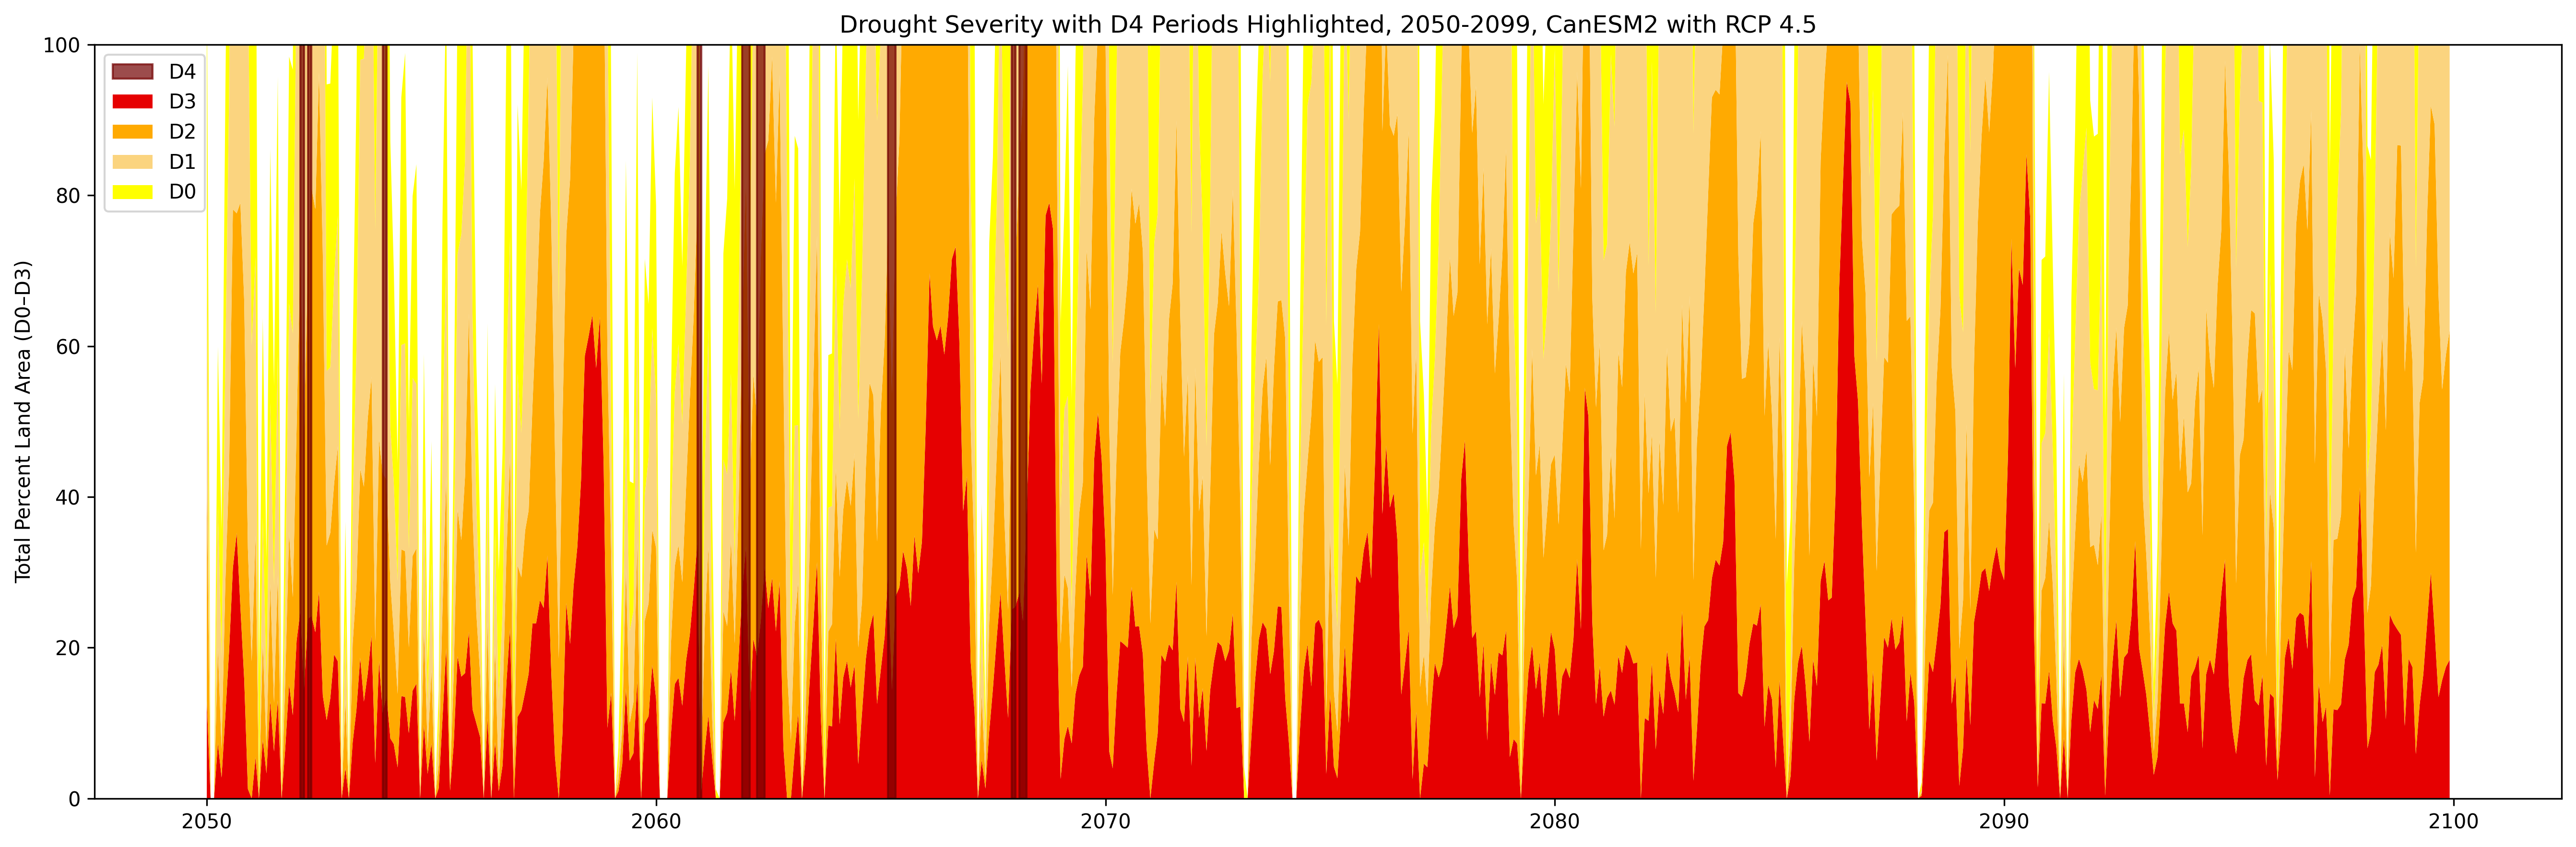 Drought Severity with D4 Periods Highlighted, 2050-2099, CanESM2 with RCP 4.5
Total Percent Land Area (D0–D3)
100
80
60
40
20
0
D4
D3
D2
D1
D0
2050
2060
2070
2080
2090
2100